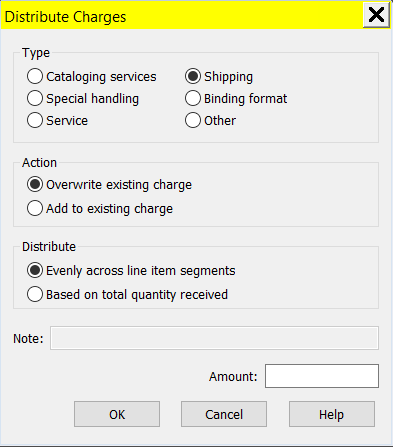 Distribute Charges
Type
Cataloging services Shipping
Special handling Binding format
Service Other
Action
Overwrite existing charge
Add to existing charge
Distribute
Evenly across line item segments
Based on total quantity received
Note:
Amount:
OK Cancel Help